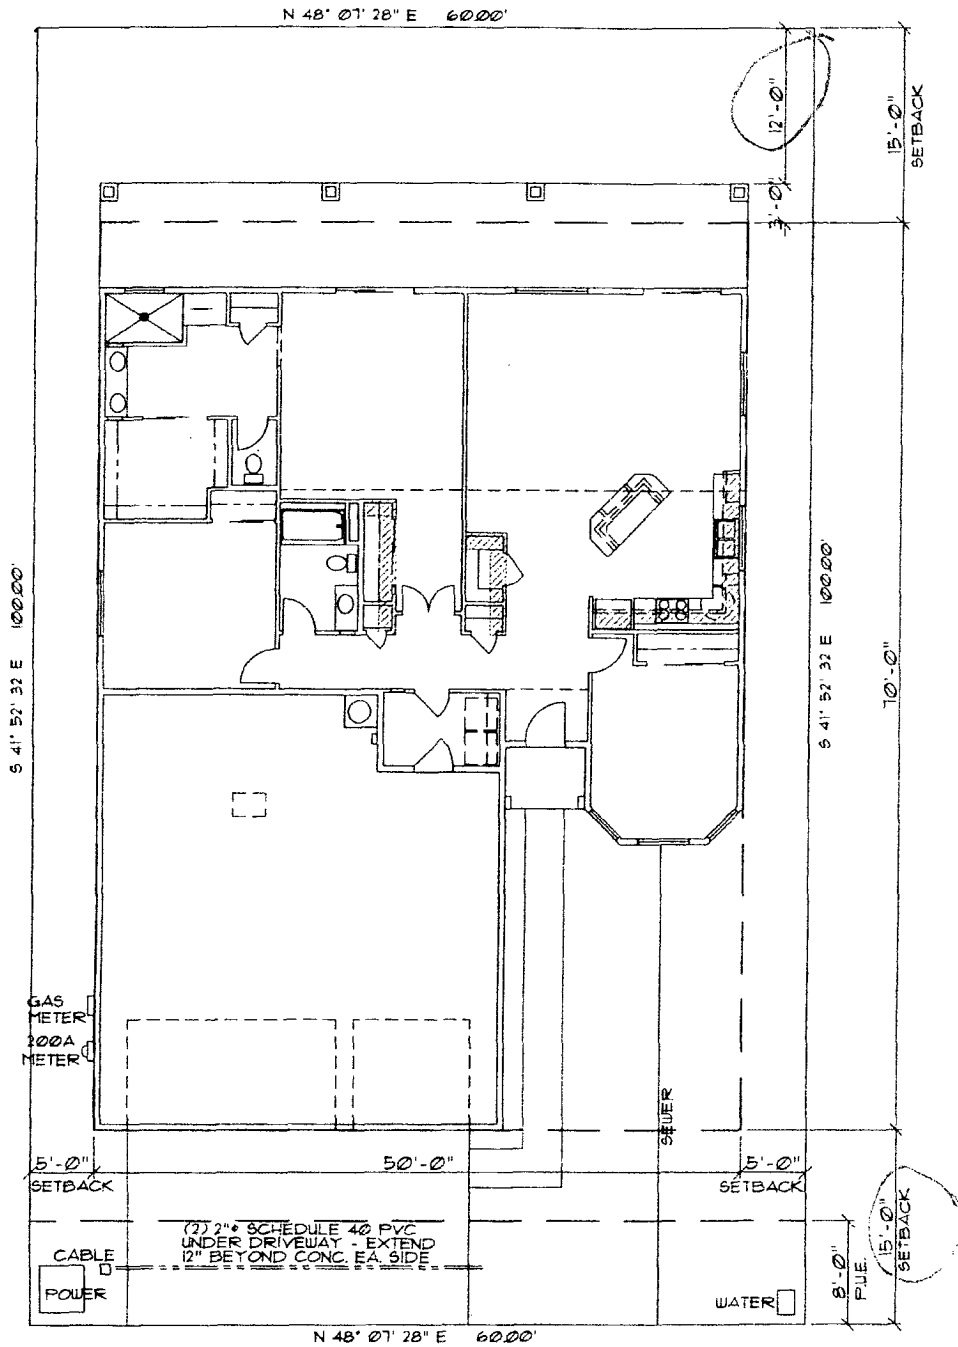 N 48° 07' 28" E 60.00'
12'-0"
15'-0"
SETBACK
3'-0"
S 41° 52' 32 E 100.00'
S 41° 52' 32 E 100.00'
70'-0"
GAS
METER
200A
METER
SEWER
5'-0"
SETBACK
50'-0"
5'-0"
SETBACK
15'-0"
SETBACK
(2) 2"⌀ SCHEDULE 40 PVC
UNDER DRIVEWAY - EXTEND
12" BEYOND CONC. EA. SIDE
CABLE
POWER
WATER
8'-0"
P.U.E.
N 48° 07' 28" E 60.00'